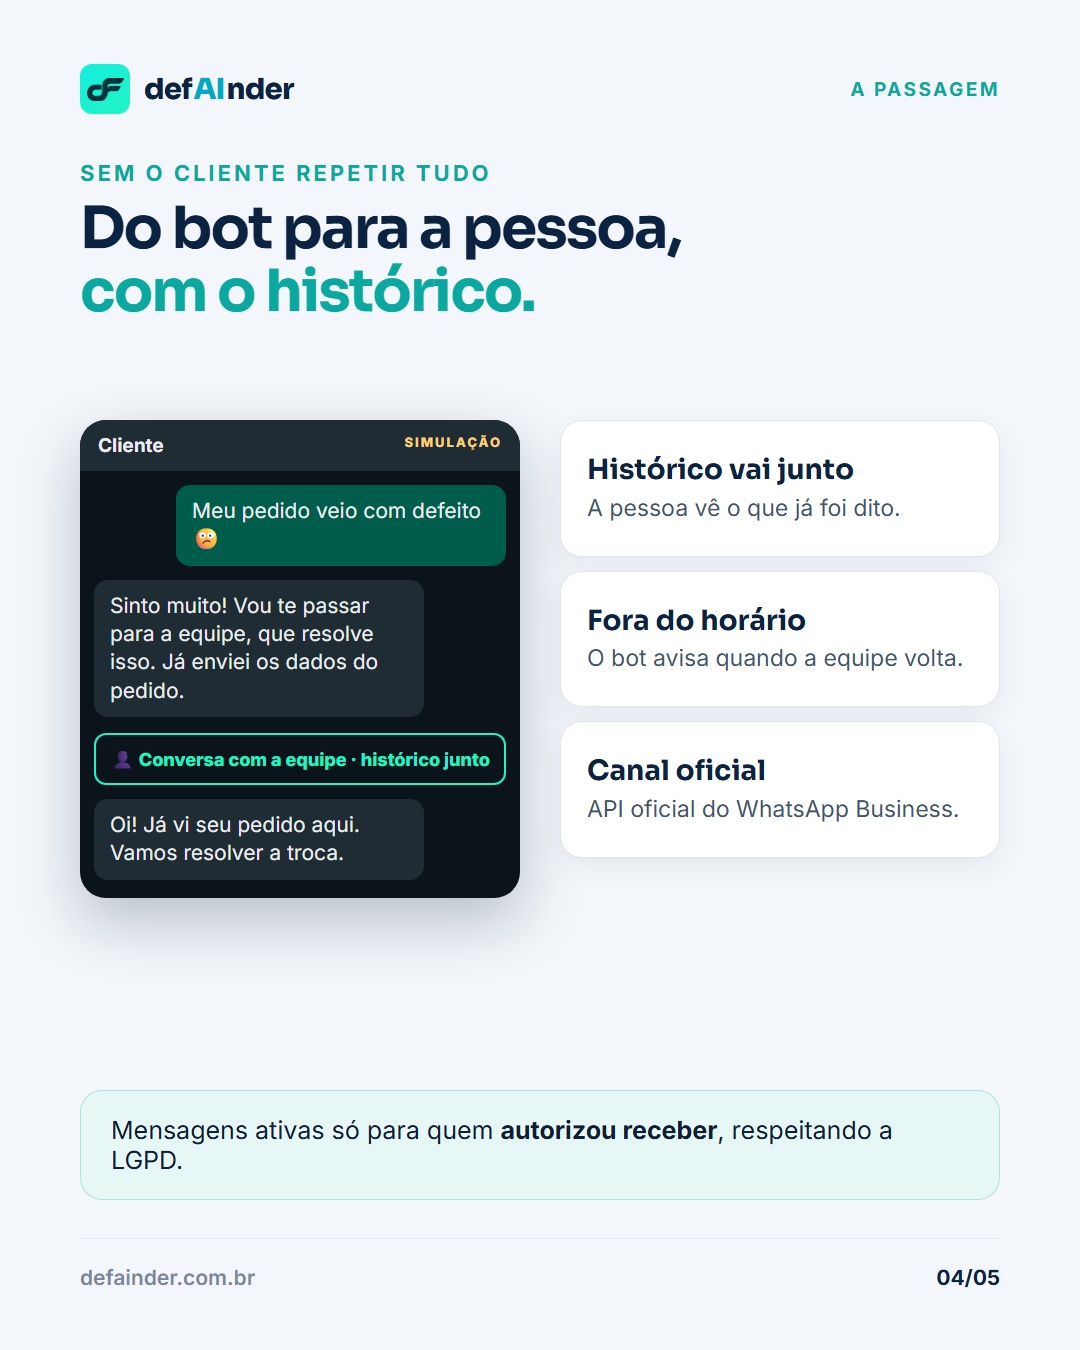 defAInder
A PASSAGEM
SEM O CLIENTE REPETIR TUDO
Do bot para a pessoa,
com o histórico.
Cliente
SIMULAÇÃO
Meu pedido veio com defeito
😕
Sinto muito! Vou te passar
para a equipe, que resolve
isso. Já enviei os dados do
pedido.
👤 Conversa com a equipe · histórico junto
Oi! Já vi seu pedido aqui.
Vamos resolver a troca.
Histórico vai junto
A pessoa vê o que já foi dito.
Fora do horário
O bot avisa quando a equipe volta.
Canal oficial
API oficial do WhatsApp Business.
Mensagens ativas só para quem autorizou receber, respeitando a
LGPD.
defainder.com.br
04/05